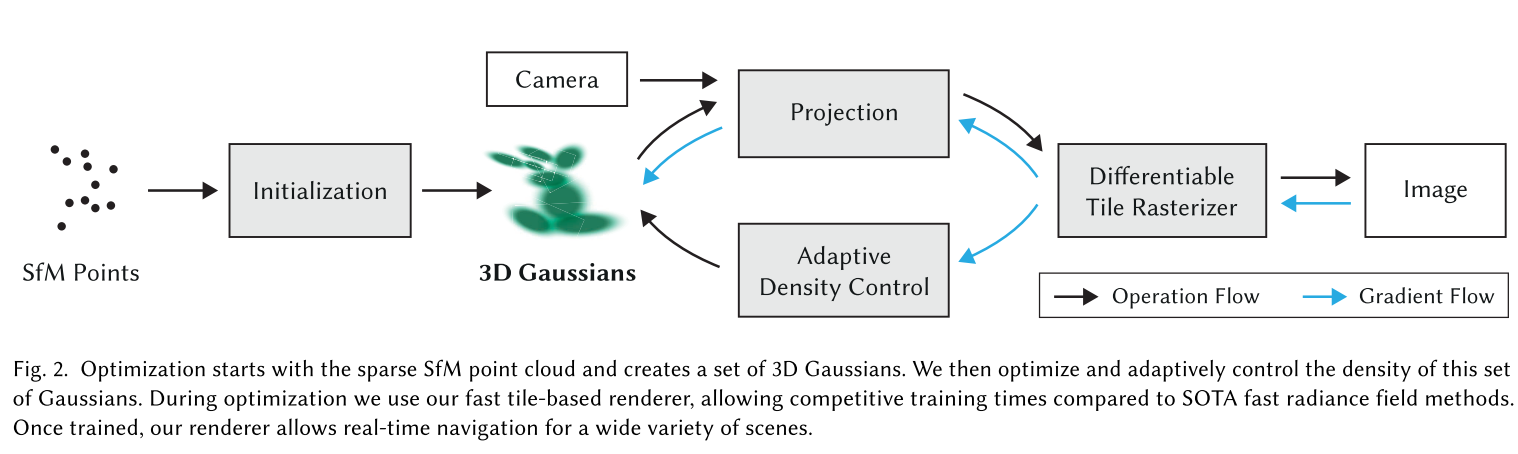 Camera
Projection
Initialization
Differentiable
Tile Rasterizer
Image
SfM Points
3D Gaussians
Adaptive
Density Control
Operation Flow
Gradient Flow
Fig. 2. Optimization starts with the sparse SfM point cloud and creates a set of 3D Gaussians. We then optimize and adaptively control the density of this set
of Gaussians. During optimization we use our fast tile-based renderer, allowing competitive training times compared to SOTA fast radiance field methods.
Once trained, our renderer allows real-time navigation for a wide variety of scenes.